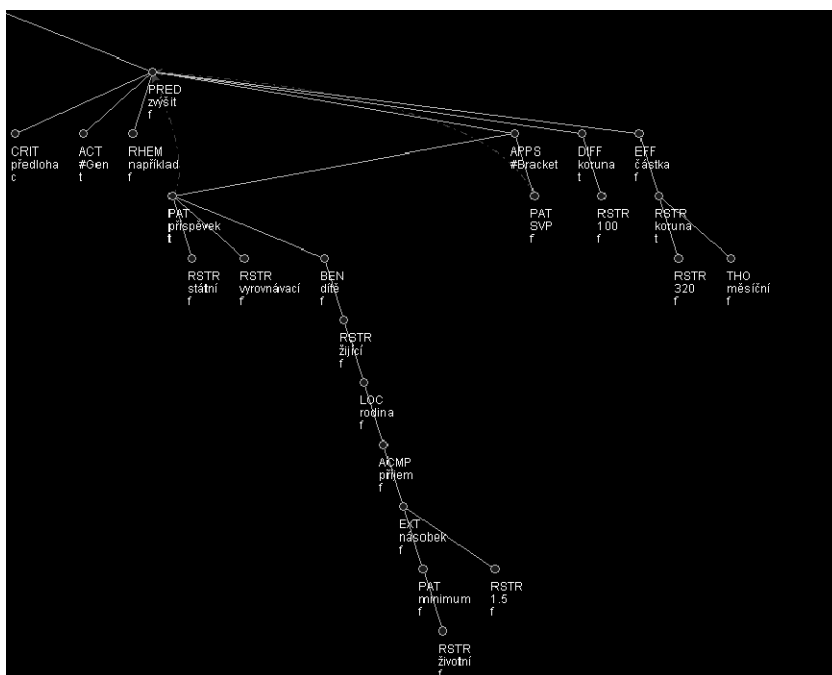 PRED
zvýšit
f
CRIT
předloha
c
ACT
#Gen
t
RHEM
například
f
APPS
#Bracket
DIFF
koruna
t
EFF
částka
f
PAT
příspěvek
t
PAT
SVP
f
RSTR
100
f
RSTR
koruna
t
RSTR
státní
f
RSTR
vyrovnávací
f
BEN
dítě
f
RSTR
320
f
THO
měsíční
f
RSTR
žijící
f
LOC
rodina
f
ACMP
příjem
f
EXT
násobek
f
PAT
minimum
f
RSTR
1.5
f
RSTR
životní
f